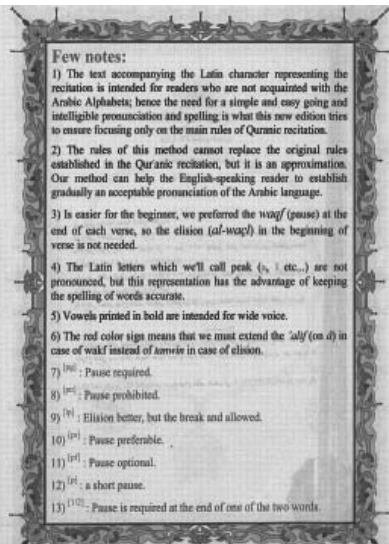 Few notes:
1) The text accompanying the Latin character representing the
recitation is intended for readers who are not acquainted with the
Arabic Alphabets; hence the need for a simple and easy going and
intelligible pronunciation and spelling is what this new edition tries
to ensure focusing only on the main rules of Quranic recitation.
2) The rules of this method cannot replace the original rules
established in the Qur'anic recitation, but it is an approximation.
Our method can help the English-speaking reader to establish
gradually an acceptable pronunciation of the Arabic language.
3) Is easier for the beginner, we preferred the waqf (pause) at the
end of each verse, so the elision (al-waçl) in the beginning of
verse is not needed.
4) The Latin letters which we'll call peak ( etc...) are not
pronounced, but this representation has the advantage of keeping
the spelling of words accurate.
5) Vowels printed in bold are intended for wide voice.
6) The red color sign means that we must extend the 'alif (on d) in
case of wakf instead of tanwin in case of elision.
7) : Pause required.
8) : Pause prohibited.
9) : Elision better, but the break and allowed.
10) : Pause preferable.
11) : Pause optional.
12) : a short pause.
13) [1/2] : Pause is required at the end of one of the two words.